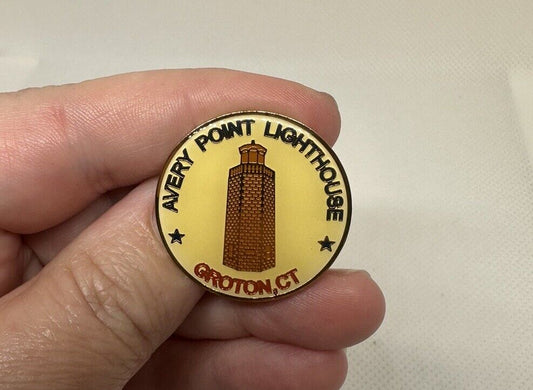 AVERY POINT LIGHTHOUSE
GROTON, CT